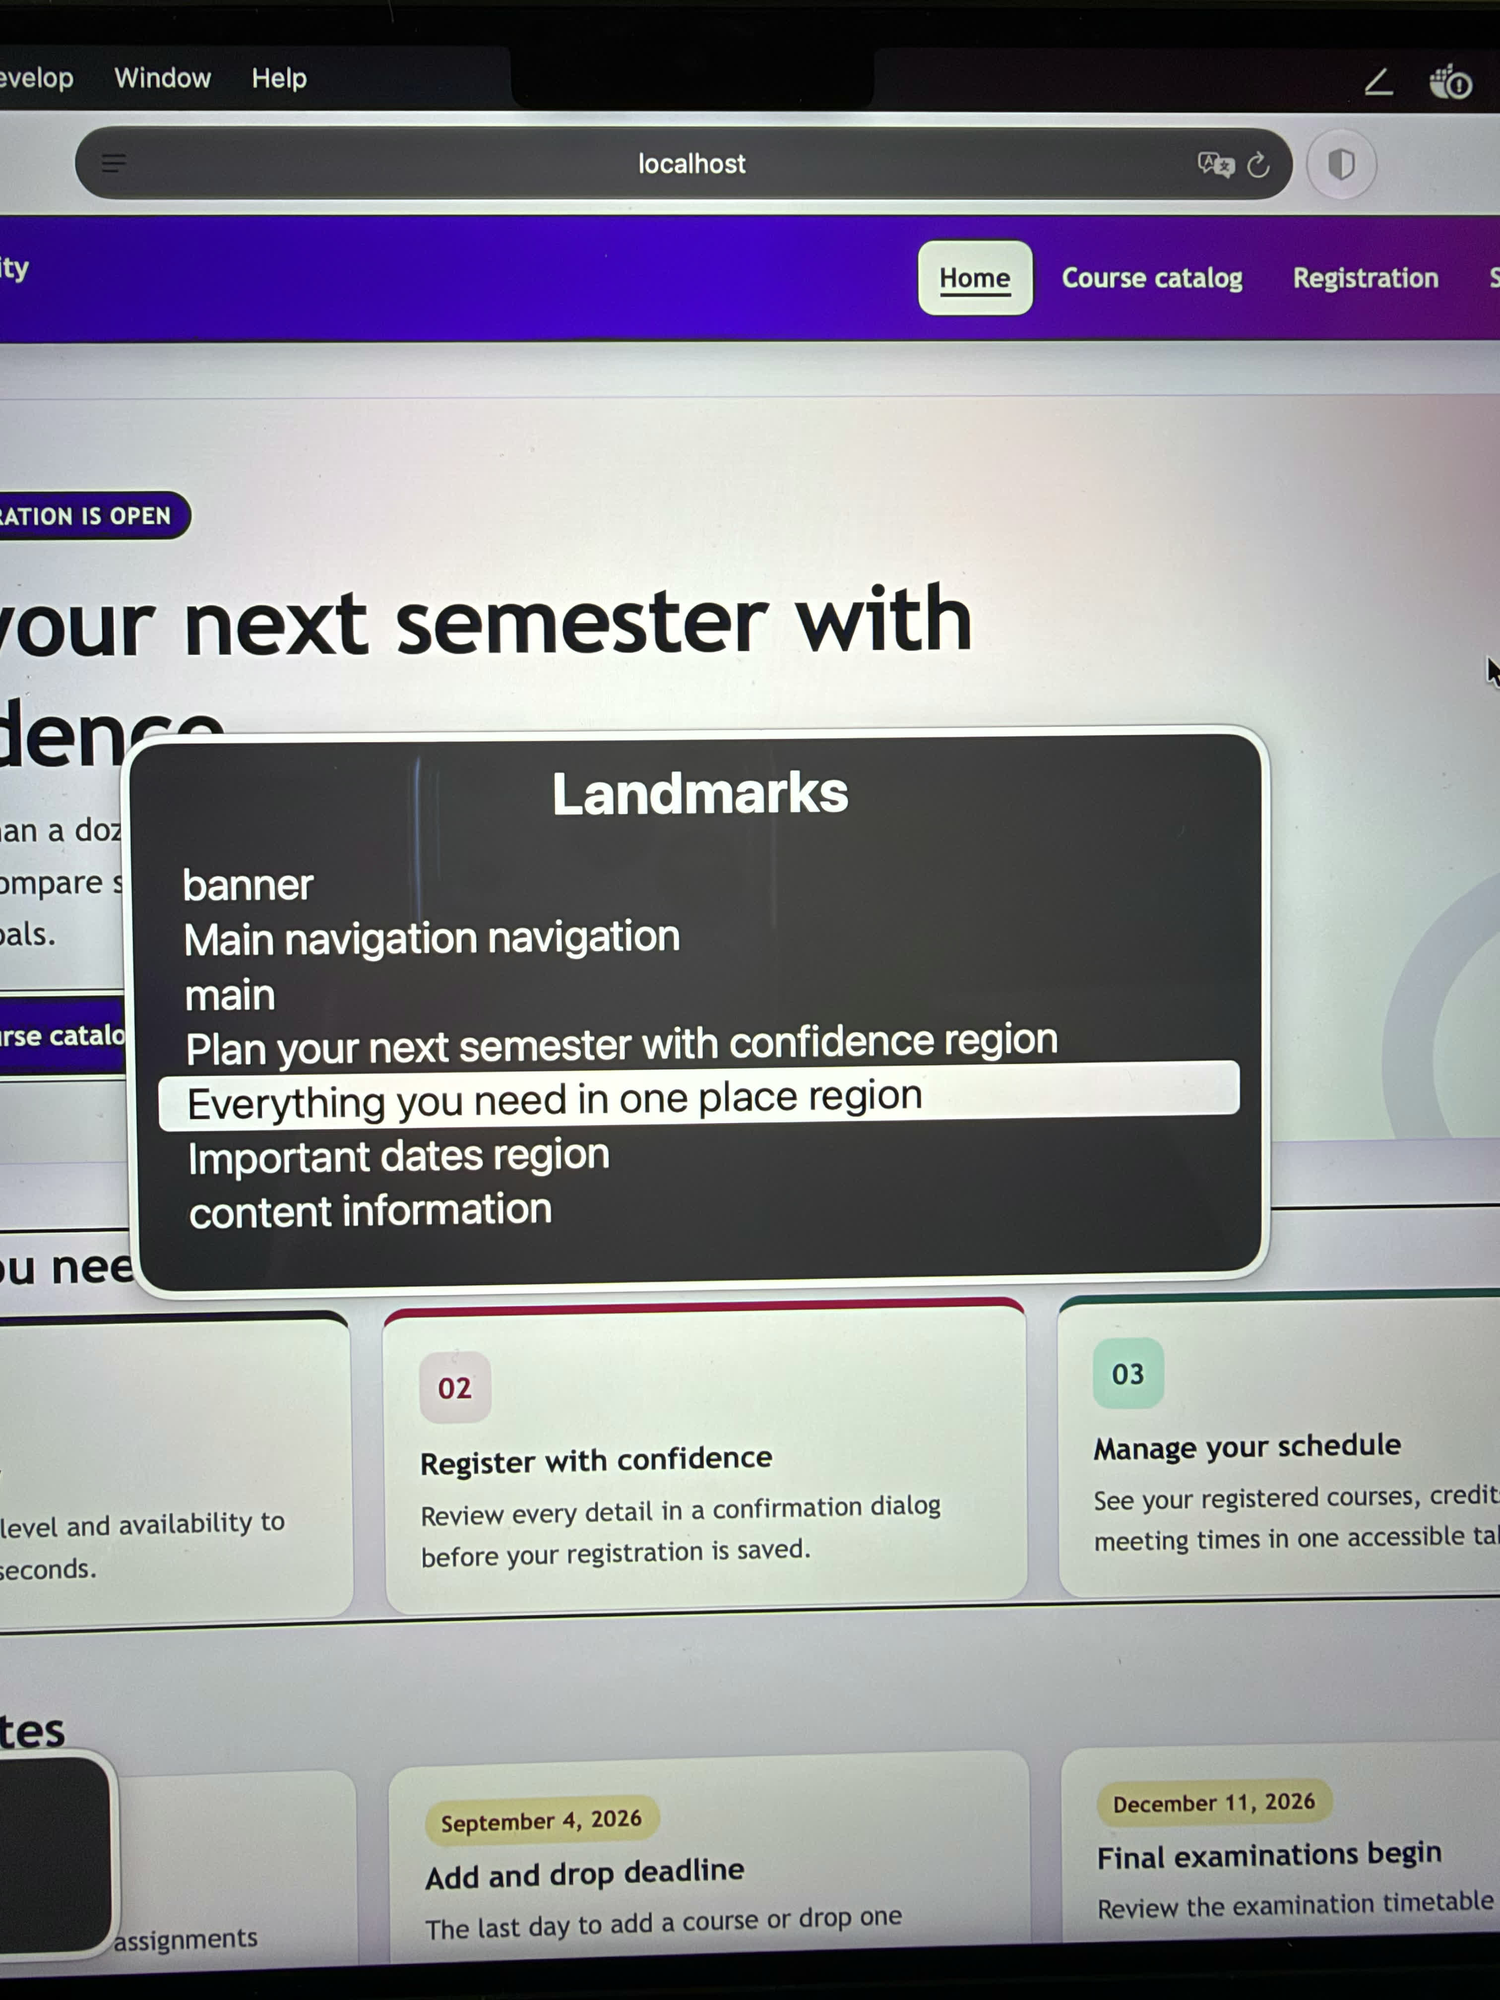 evelop Window Help
localhost
ity
Home Course catalog Registration S
RATION IS OPEN
your next semester with
dence
an a doz
ompare s
oals.
rse catalo
Landmarks
banner
Main navigation navigation
main
Plan your next semester with confidence region
Everything you need in one place region
Important dates region
content information
ou nee
level and availability to
seconds.
02
Register with confidence
Review every detail in a confirmation dialog
before your registration is saved.
03
Manage your schedule
See your registered courses, credit
meeting times in one accessible ta
tes
assignments
September 4, 2026
Add and drop deadline
The last day to add a course or drop one
December 11, 2026
Final examinations begin
Review the examination timetable